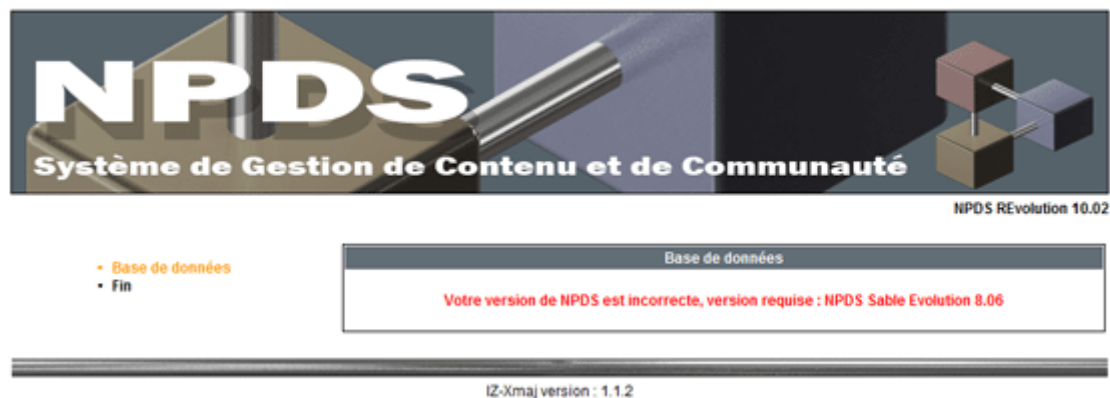 NPDS
Système de Gestion de Contenu et de Communauté
NPDS REvolution 10.02
Base de données
Fin
Base de données
Votre version de NPDS est incorrecte, version requise : NPDS Sable Evolution 8.06
IZ-Xmaj version : 1.1.2